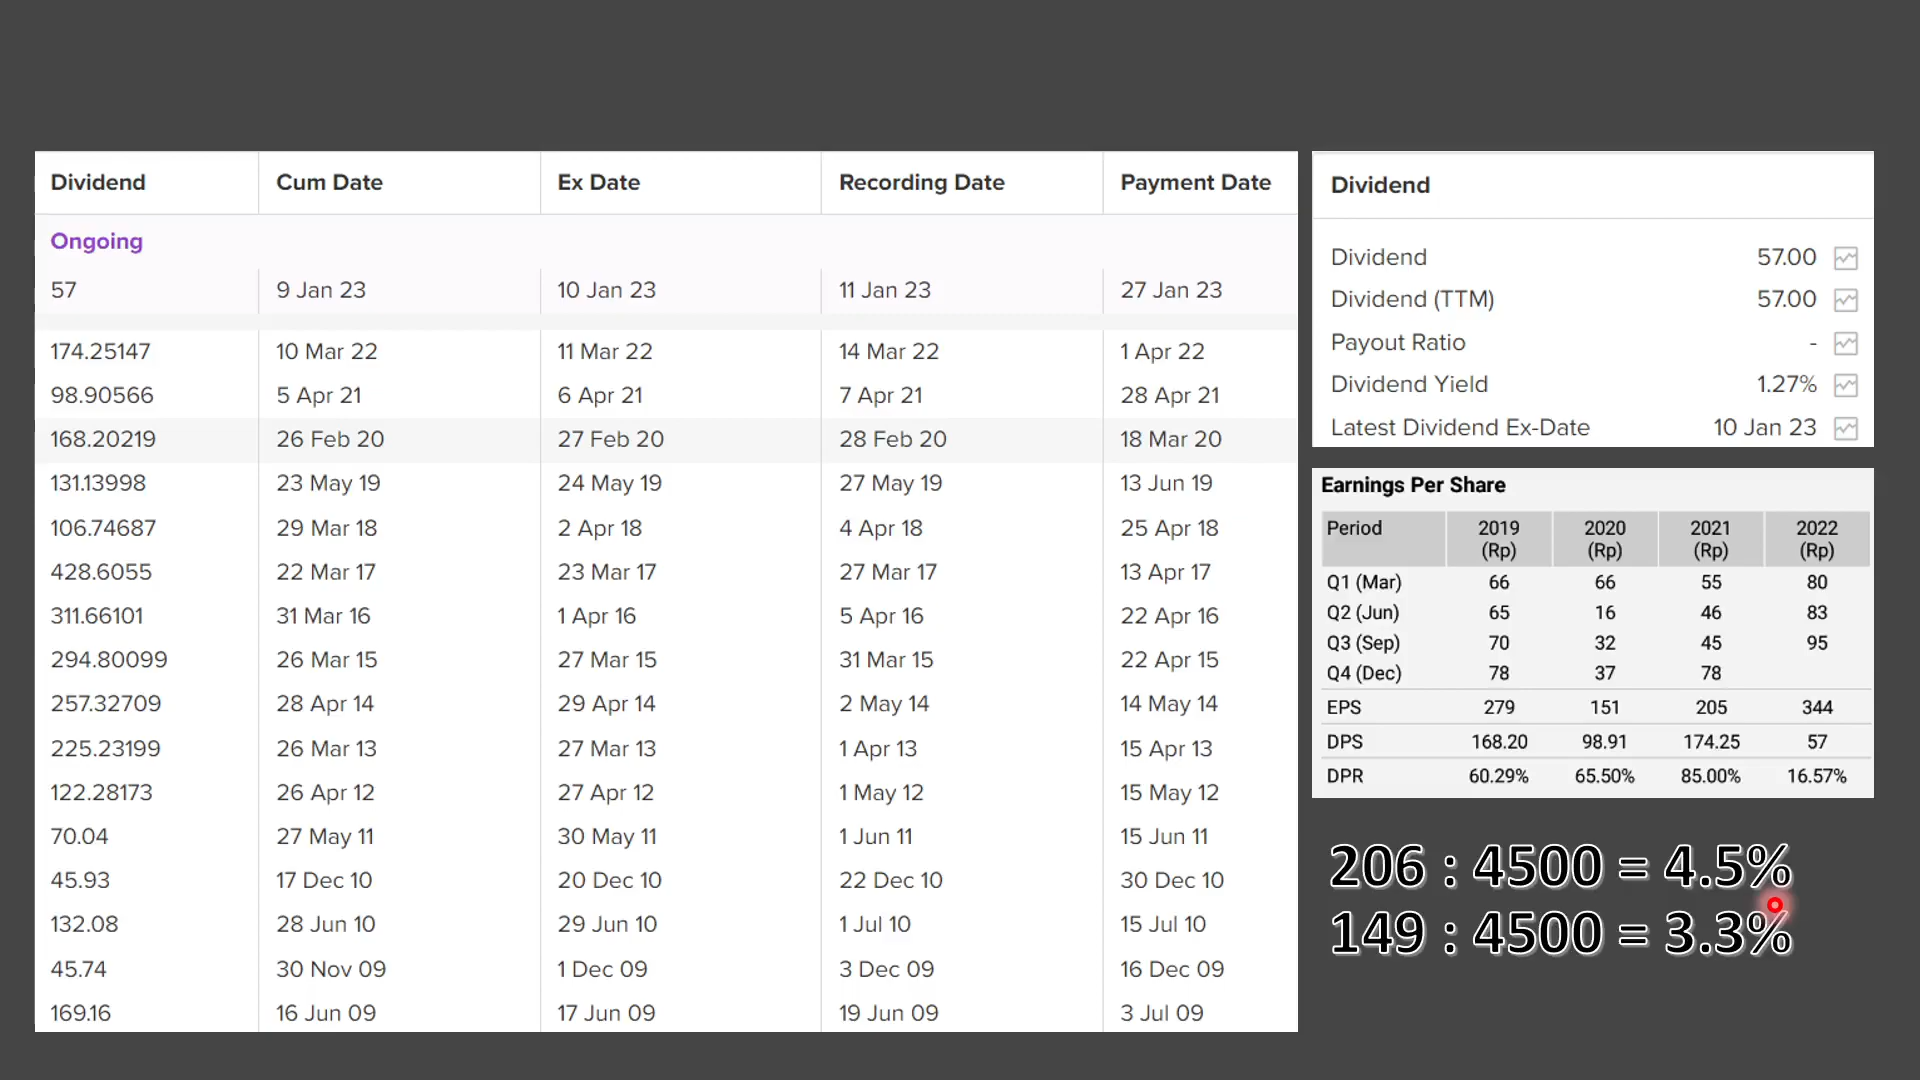 Dividend Cum Date Ex Date Recording Date Payment Date
Ongoing
57 9 Jan 23 10 Jan 23 11 Jan 23 27 Jan 23
174.25147 10 Mar 22 11 Mar 22 14 Mar 22 1 Apr 22
98.90566 5 Apr 21 6 Apr 21 7 Apr 21 28 Apr 21
168.20219 26 Feb 20 27 Feb 20 28 Feb 20 18 Mar 20
131.13998 23 May 19 24 May 19 27 May 19 13 Jun 19
106.74687 29 Mar 18 2 Apr 18 4 Apr 18 25 Apr 18
428.6055 22 Mar 17 23 Mar 17 27 Mar 17 13 Apr 17
311.66101 31 Mar 16 1 Apr 16 5 Apr 16 22 Apr 16
294.80099 26 Mar 15 27 Mar 15 31 Mar 15 22 Apr 15
257.32709 28 Apr 14 29 Apr 14 2 May 14 14 May 14
225.23199 26 Mar 13 27 Mar 13 1 Apr 13 15 Apr 13
122.28173 26 Apr 12 27 Apr 12 1 May 12 15 May 12
70.04 27 May 11 30 May 11 1 Jun 11 15 Jun 11
45.93 17 Dec 10 20 Dec 10 22 Dec 10 30 Dec 10
132.08 28 Jun 10 29 Jun 10 1 Jul 10 15 Jul 10
45.74 30 Nov 09 1 Dec 09 3 Dec 09 16 Dec 09
169.16 16 Jun 09 17 Jun 09 19 Jun 09 3 Jul 09
Dividend
Dividend 57.00
Dividend (TTM) 57.00
Payout Ratio -
Dividend Yield 1.27%
Latest Dividend Ex-Date 10 Jan 23
Earnings Per Share
Period 2019 2020 2021 2022
(Rp) (Rp) (Rp) (Rp)
Q1 (Mar) 66 66 55 80
Q2 (Jun) 65 16 46 83
Q3 (Sep) 70 32 45 95
Q4 (Dec) 78 37 78
EPS 279 151 205 344
DPS 168.20 98.91 174.25 57
DPR 60.29% 65.50% 85.00% 16.57%
206 : 4500 = 4.5%
149 : 4500 = 3.3%